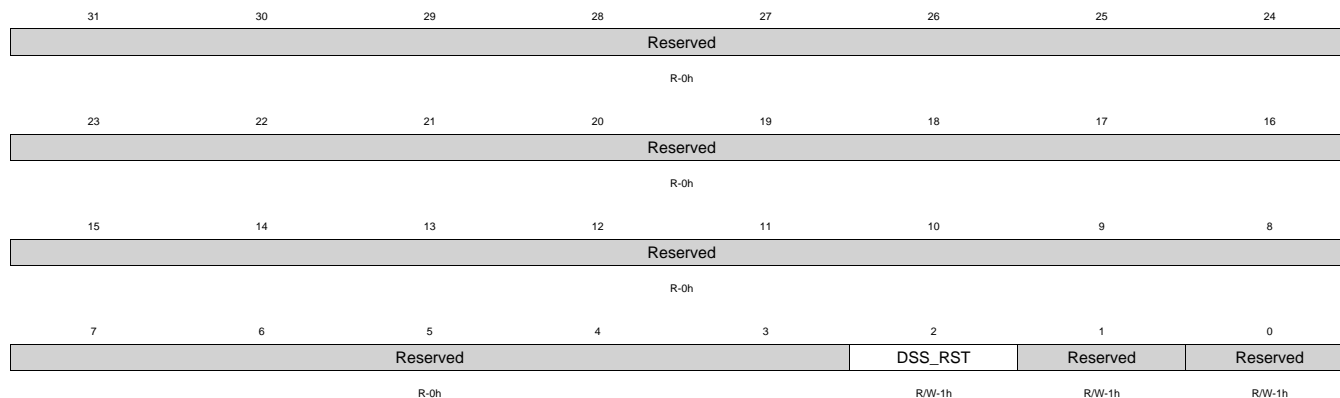 31 30 29 28 27 26 25 24
Reserved
R-0h
23 22 21 20 19 18 17 16
Reserved
R-0h
15 14 13 12 11 10 9 8
Reserved
R-0h
7 6 5 4 3 2 1 0
Reserved DSS_RST Reserved Reserved
R-0h R/W-1h R/W-1h R/W-1h